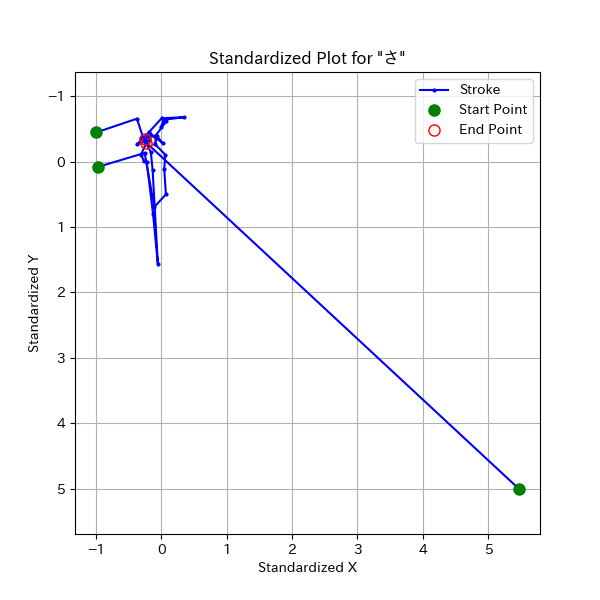 Standardized Plot for "さ"
Stroke
Start Point
End Point
−1
0
1
2
3
4
5
Standardized Y
−1 0 1 2 3 4 5
Standardized X